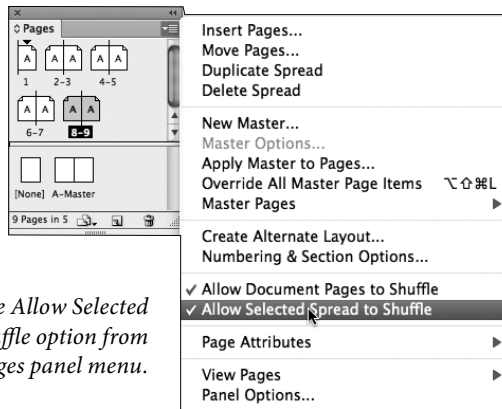 Pages
A
A A
A A
1
2-3
4-5
A A
A A
6-7
8-9
[None] A-Master
9 Pages in 5
Insert Pages...
Move Pages...
Duplicate Spread
Delete Spread
New Master...
Master Options...
Apply Master to Pages...
Override All Master Page Items ⌥⇧⌘L
Master Pages
Create Alternate Layout...
Numbering & Section Options...
✓ Allow Document Pages to Shuffle
✓ Allow Selected Spread to Shuffle
Page Attributes
View Pages
Panel Options...
Allow Selected
option from
panel menu.